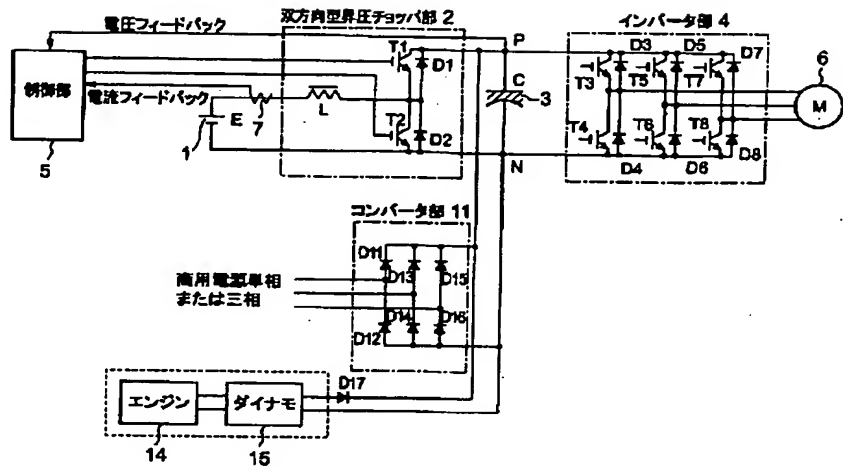 電圧フィードバック
双方向型昇圧チョッパ部 2
インバータ部 4
制御部
5
電流フィードバック
7
1
E
L
T1
D1
T2
D2
P
C
3
N
D3
D5
D7
T3
T5
T7
T4
T6
T8
D4
D6
D8
6
M
コンバータ部 11
D11
D13
D15
D12
D14
D16
商用電源単相
または三相
D17
エンジン
ダイナモ
14
15